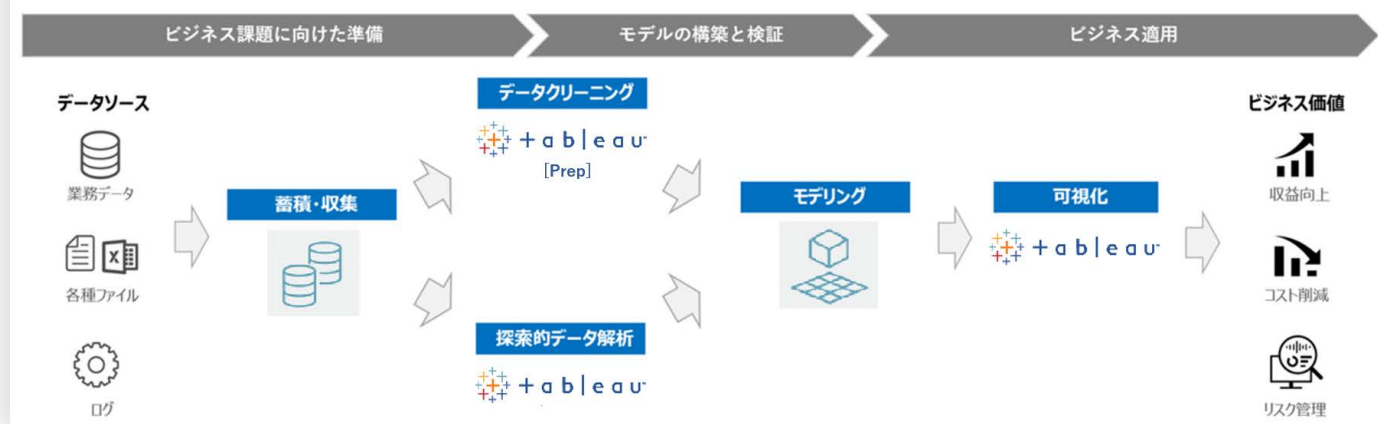 ビジネス課題に向けた準備
モデルの構築と検証
ビジネス適用
データソース
業務データ
各種ファイル
ログ
蓄積・収集
データクリーニング
+ a b | e a u
[Prep]
探索的データ解析
+ a b | e a u
モデリング
可視化
+ a b | e a u
ビジネス価値
収益向上
コスト削減
リスク管理